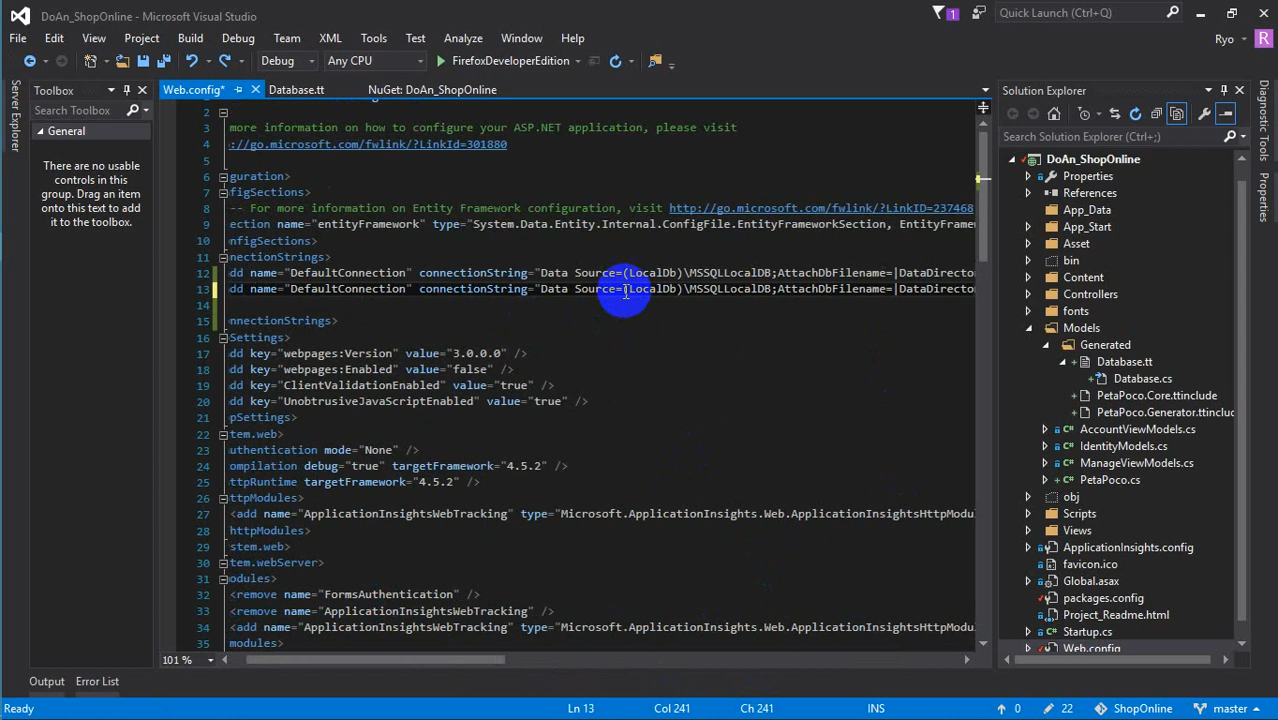 DoAn_ShopOnline - Microsoft Visual Studio
1
Quick Launch (Ctrl+Q)
File Edit View Project Build Debug Team XML Tools Test Analyze Window Help
Ryo R
Debug Any CPU FirefoxDeveloperEdition
Server Explorer
Toolbox
Search Toolbox
General
There are no usable
controls in this
group. Drag an item
onto this text to add
it to the toolbox.
Web.config* Database.tt NuGet: DoAn_ShopOnline
2
3 more information on how to configure your ASP.NET application, please visit
4 ://go.microsoft.com/fwlink/?LinkId=301880
5
6 guration>
7 figSections>
8 -- For more information on Entity Framework configuration, visit http://go.microsoft.com/fwlink/?LinkID=237468
9 ection name="entityFramework" type="System.Data.Entity.Internal.ConfigFile.EntityFrameworkSection, EntityFram
10 nfigSections>
11 nnectionStrings>
12 dd name="DefaultConnection" connectionString="Data Source=(LocalDb)\MSSQLLocalDB;AttachDbFilename=|DataDirecto
13 dd name="DefaultConnection" connectionString="Data Source=(LocalDb)\MSSQLLocalDB;AttachDbFilename=|DataDirecto
14
15 nnectionStrings>
16 Settings>
17 dd key="webpages:Version" value="3.0.0.0" />
18 dd key="webpages:Enabled" value="false" />
19 dd key="ClientValidationEnabled" value="true" />
20 dd key="UnobtrusiveJavaScriptEnabled" value="true" />
21 pSettings>
22 tem.web>
23 uthentication mode="None" />
24 ompilation debug="true" targetFramework="4.5.2" />
25 ttpRuntime targetFramework="4.5.2" />
26 ttpModules>
27 <add name="ApplicationInsightsWebTracking" type="Microsoft.ApplicationInsights.Web.ApplicationInsightsHttpModu
28 httpModules>
29 stem.web>
30 tem.webServer>
31 odules>
32 <remove name="FormsAuthentication" />
33 <remove name="ApplicationInsightsWebTracking" />
34 <add name="ApplicationInsightsWebTracking" type="Microsoft.ApplicationInsights.Web.ApplicationInsightsHttpModu
35 modules>
101 %
Solution Explorer
Search Solution Explorer (Ctrl+;)
DoAn_ShopOnline
Properties
References
App_Data
App_Start
Asset
bin
Content
Controllers
fonts
Models
Generated
Database.tt
Database.cs
PetaPoco.Core.ttinclude
PetaPoco.Generator.ttinclude
AccountViewModels.cs
IdentityModels.cs
ManageViewModels.cs
PetaPoco.cs
obj
Scripts
Views
ApplicationInsights.config
favicon.ico
Global.asax
packages.config
Project_Readme.html
Startup.cs
Web.config
Diagnostic Tools
Properties
Output Error List
Ready Ln 13 Col 241 Ch 241 INS 0 22 ShopOnline master